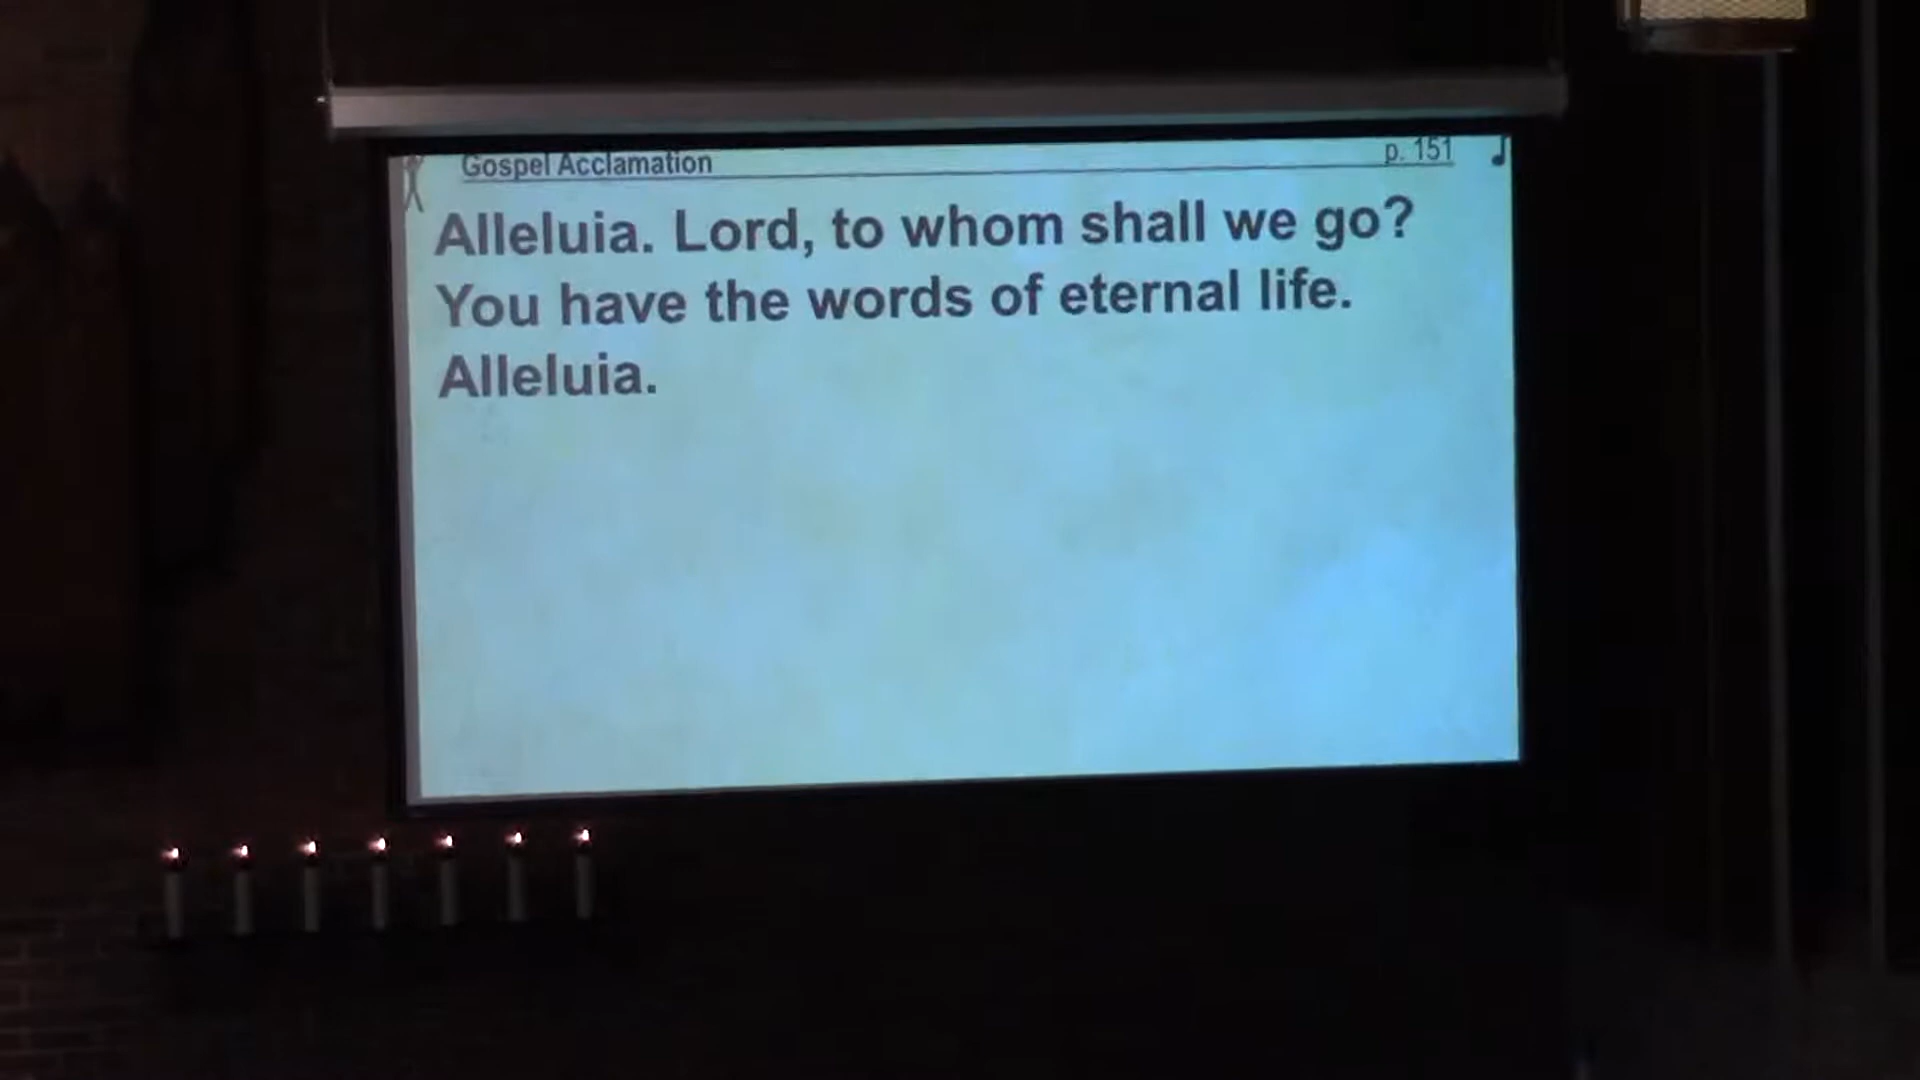 Gospel Acclamation p. 151
Alleluia. Lord, to whom shall we go?
You have the words of eternal life.
Alleluia.